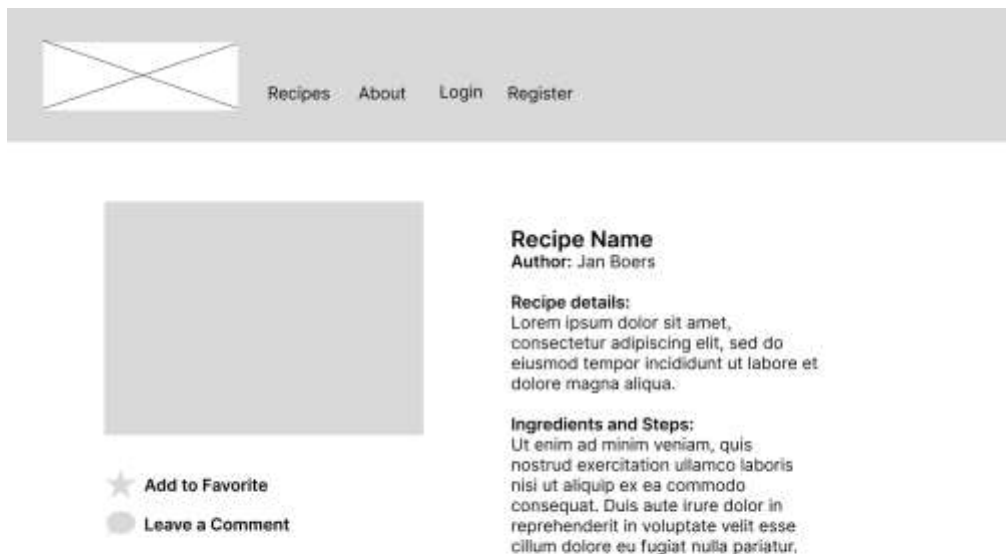 Recipes About Login Register
Recipe Name
Author: Jan Boers
Recipe details:
Lorem ipsum dolor sit amet,
consectetur adipiscing elit, sed do
eiusmod tempor incididunt ut labore et
dolore magna aliqua.
Ingredients and Steps:
Ut enim ad minim veniam, quis
nostrud exercitation ullamco laboris
nisi ut aliquip ex ea commodo
consequat. Duis aute irure dolor in
reprehenderit in voluptate velit esse
cillum dolore eu fugiat nulla pariatur.
Add to Favorite
Leave a Comment